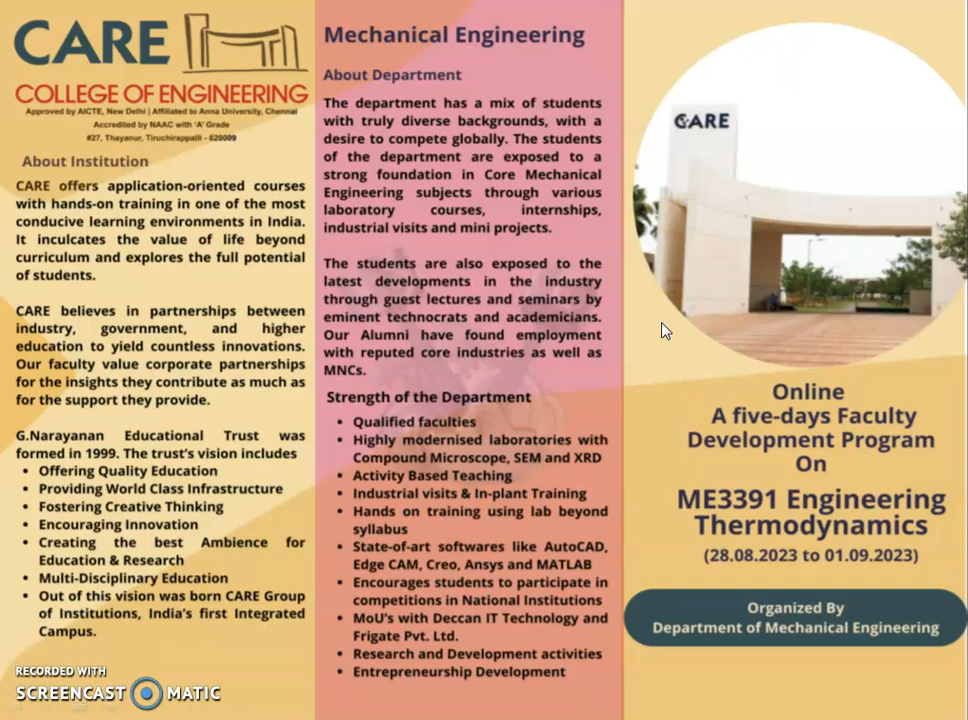 CARE
COLLEGE OF ENGINEERING
Approved by AICTE, New Delhi | Affiliated to Anna University, Chennai
Accredited by NAAC with 'A' Grade
#27, Thayanur, Tiruchirappalli - 620009
About Institution
CARE offers application-oriented courses
with hands-on training in one of the most
conducive learning environments in India.
It inculcates the value of life beyond
curriculum and explores the full potential
of students.
CARE believes in partnerships between
industry, government, and higher
education to yield countless innovations.
Our faculty value corporate partnerships
for the insights they contribute as much as
for the support they provide.
G.Narayanan Educational Trust was
formed in 1999. The trust's vision includes
• Offering Quality Education
• Providing World Class Infrastructure
• Fostering Creative Thinking
• Encouraging Innovation
• Creating the best Ambience for
Education & Research
• Multi-Disciplinary Education
• Out of this vision was born CARE Group
of Institutions, India's first Integrated
Campus.
RECORDED WITH
SCREENCAST MATIC
Mechanical Engineering
About Department
The department has a mix of students
with truly diverse backgrounds, with a
desire to compete globally. The students
of the department are exposed to a
strong foundation in Core Mechanical
Engineering subjects through various
laboratory courses, internships,
industrial visits and mini projects.
The students are also exposed to the
latest developments in the industry
through guest lectures and seminars by
eminent technocrats and academicians.
Our Alumni have found employment
with reputed core industries as well as
MNCs.
Strength of the Department
• Qualified faculties
• Highly modernised laboratories with
Compound Microscope, SEM and XRD
• Activity Based Teaching
• Industrial visits & In-plant Training
• Hands on training using lab beyond
syllabus
• State-of-art softwares like AutoCAD,
Edge CAM, Creo, Ansys and MATLAB
• Encourages students to participate in
competitions in National Institutions
• MoU's with Deccan IT Technology and
Frigate Pvt. Ltd.
• Research and Development activities
• Entrepreneurship Development
CARE
Online
A five-days Faculty
Development Program
On
ME3391 Engineering
Thermodynamics
(28.08.2023 to 01.09.2023)
Organized By
Department of Mechanical Engineering